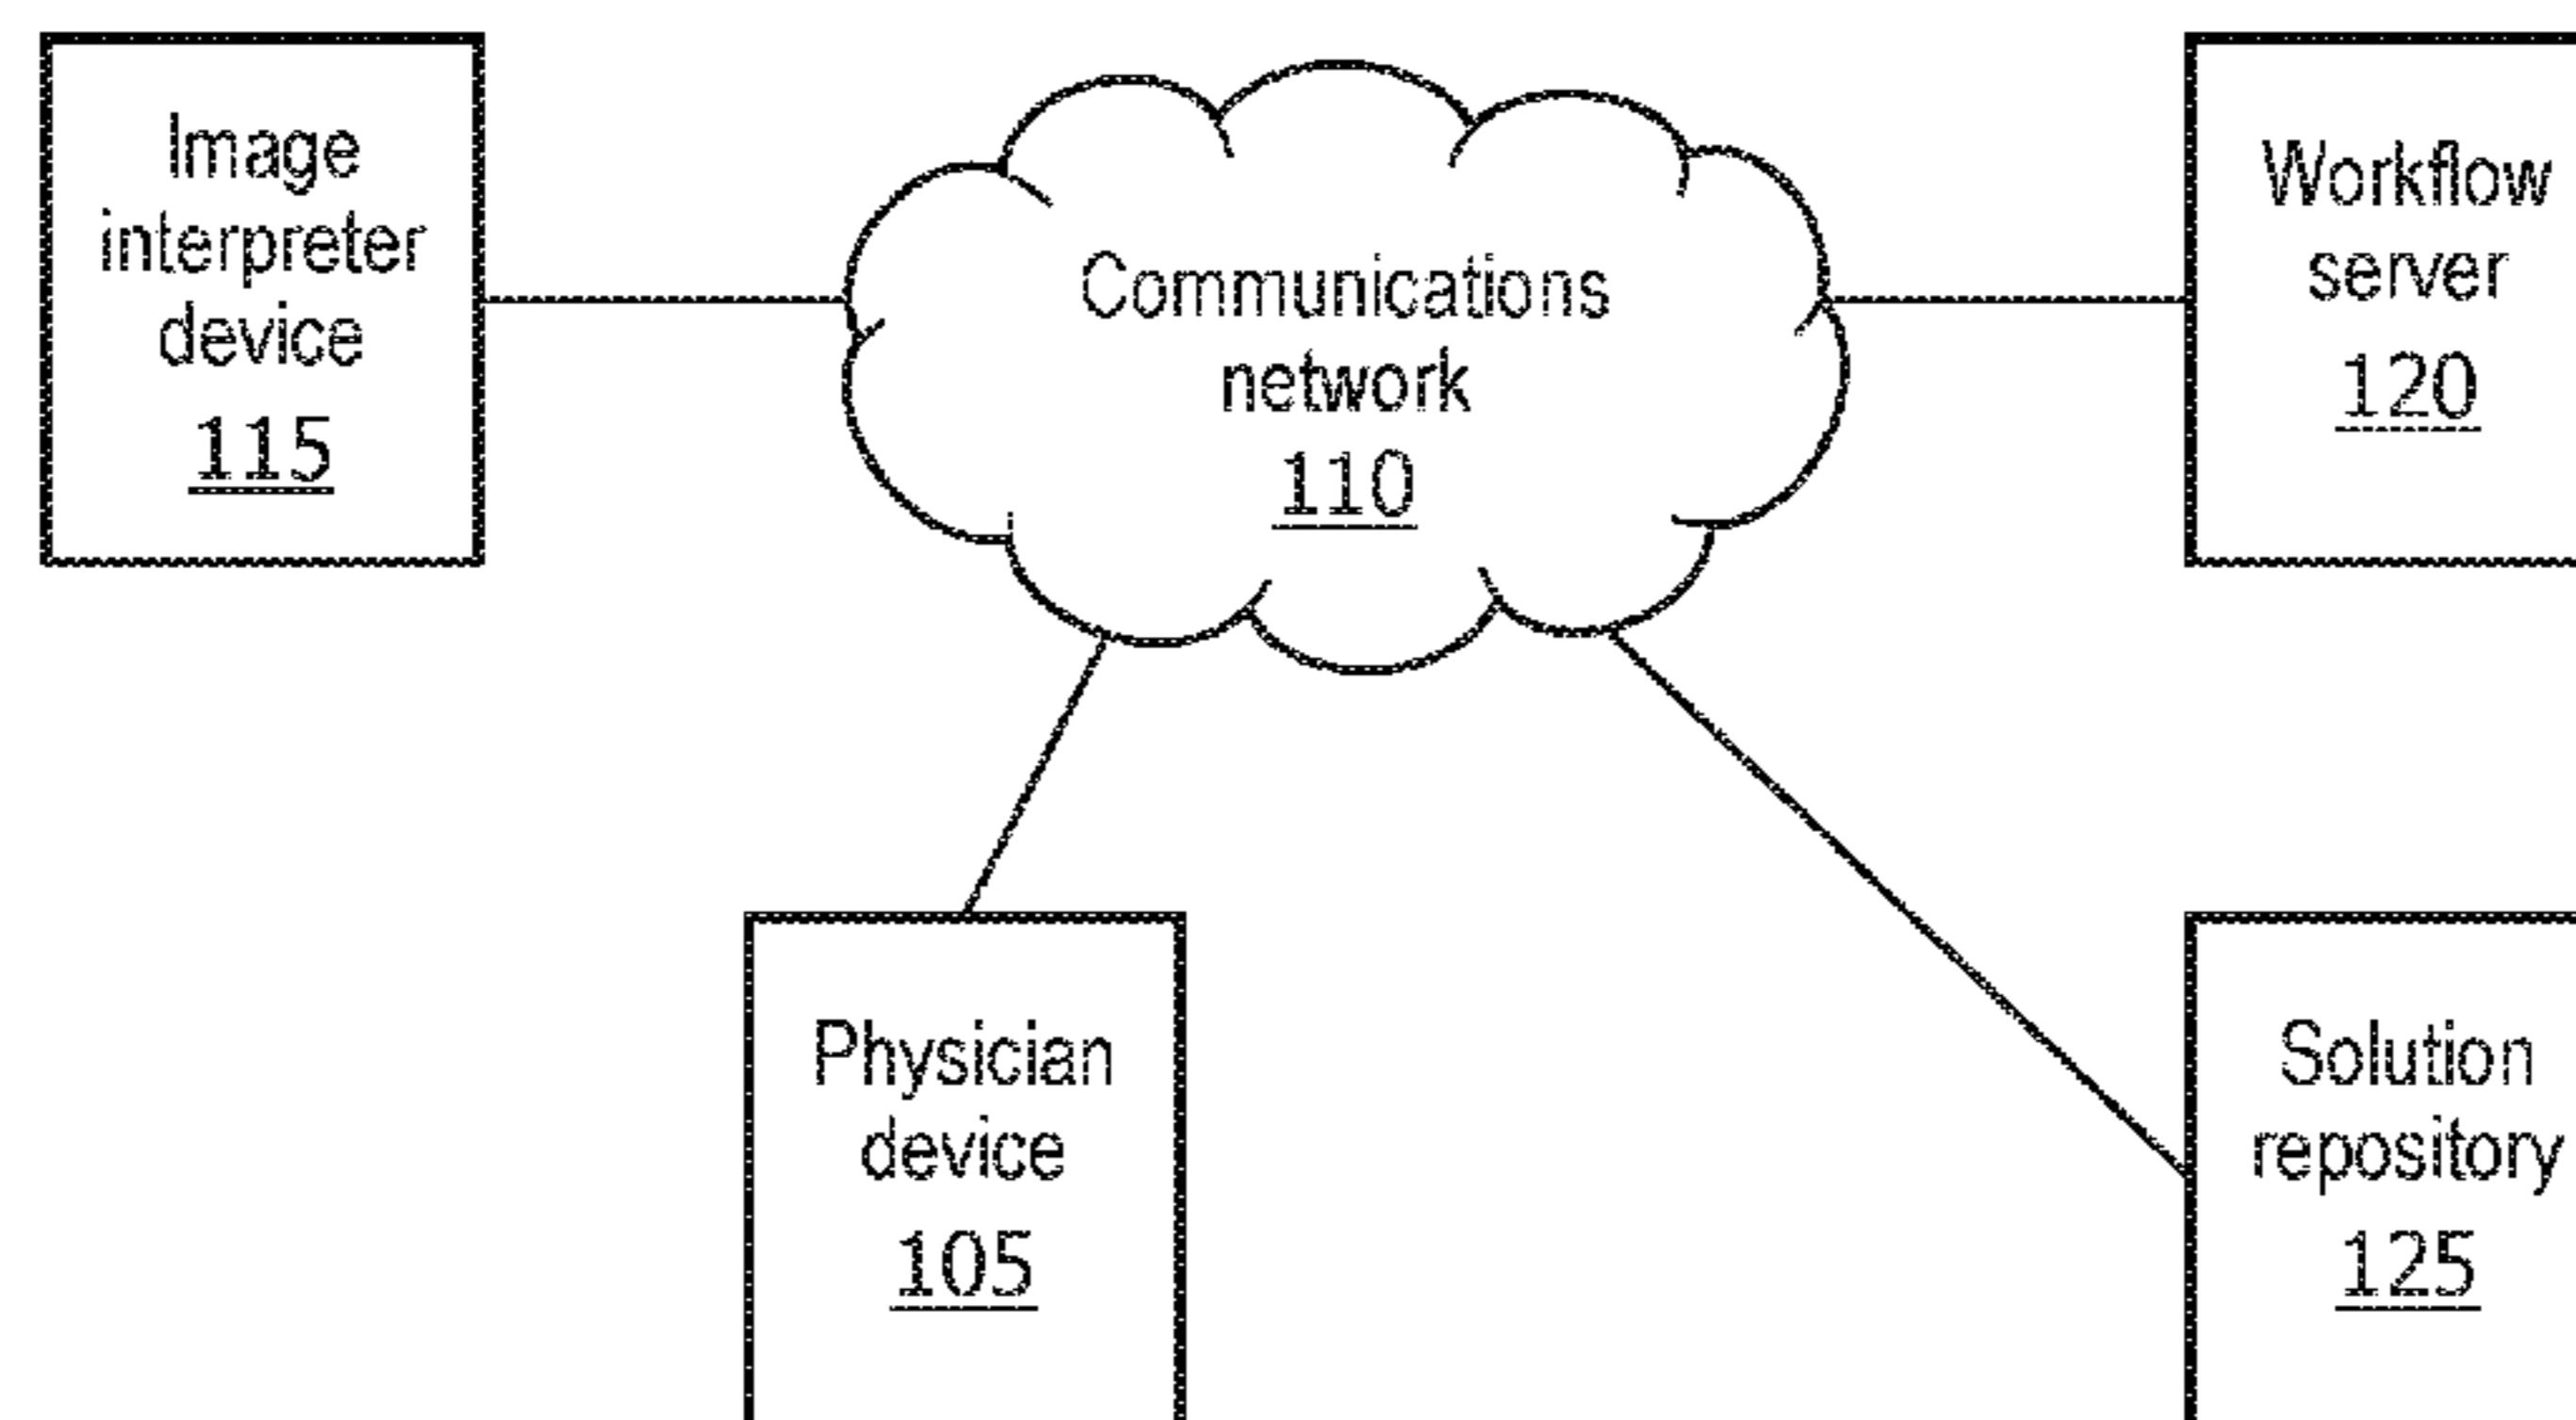 Image
interpreter
device
115
Communications
network
110
Workflow
server
120
Physician
device
105
Solution
repository
125